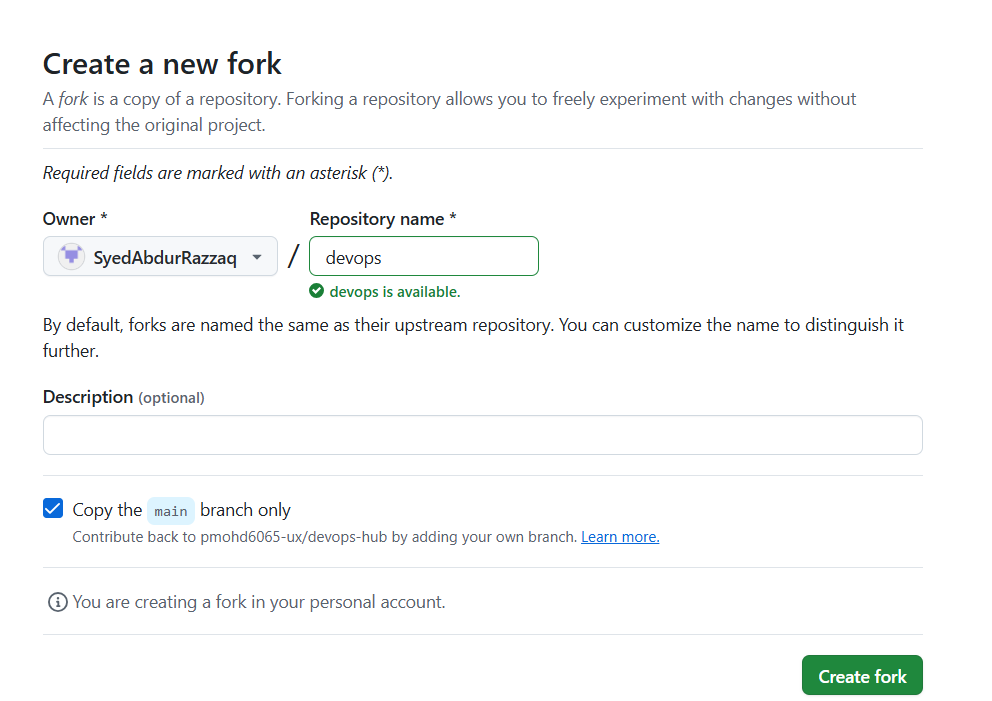 Create a new fork
A fork is a copy of a repository. Forking a repository allows you to freely experiment with changes without
affecting the original project.
Required fields are marked with an asterisk (*).
Owner *
Repository name *
SyedAbdurRazzaq / devops
devops is available.
By default, forks are named the same as their upstream repository. You can customize the name to distinguish it
further.
Description (optional)
Copy the main branch only
Contribute back to pmohd6065-ux/devops-hub by adding your own branch. Learn more.
You are creating a fork in your personal account.
Create fork